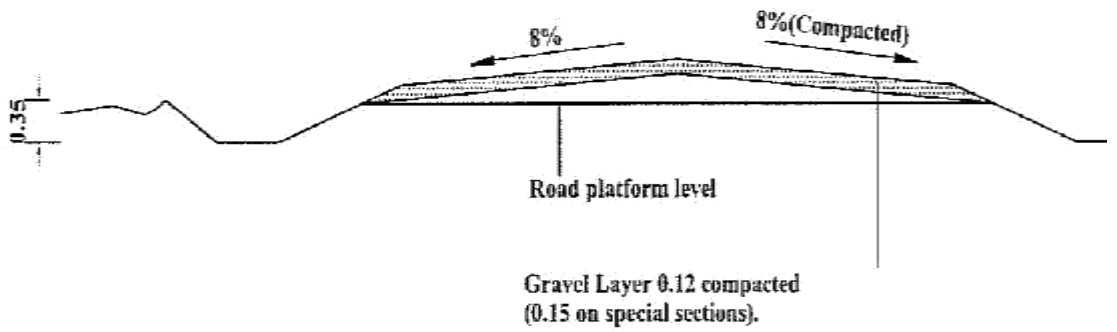 8%
8%(Compacted)
0.35
Road platform level
Gravel Layer 0.12 compacted
(0.15 on special sections).